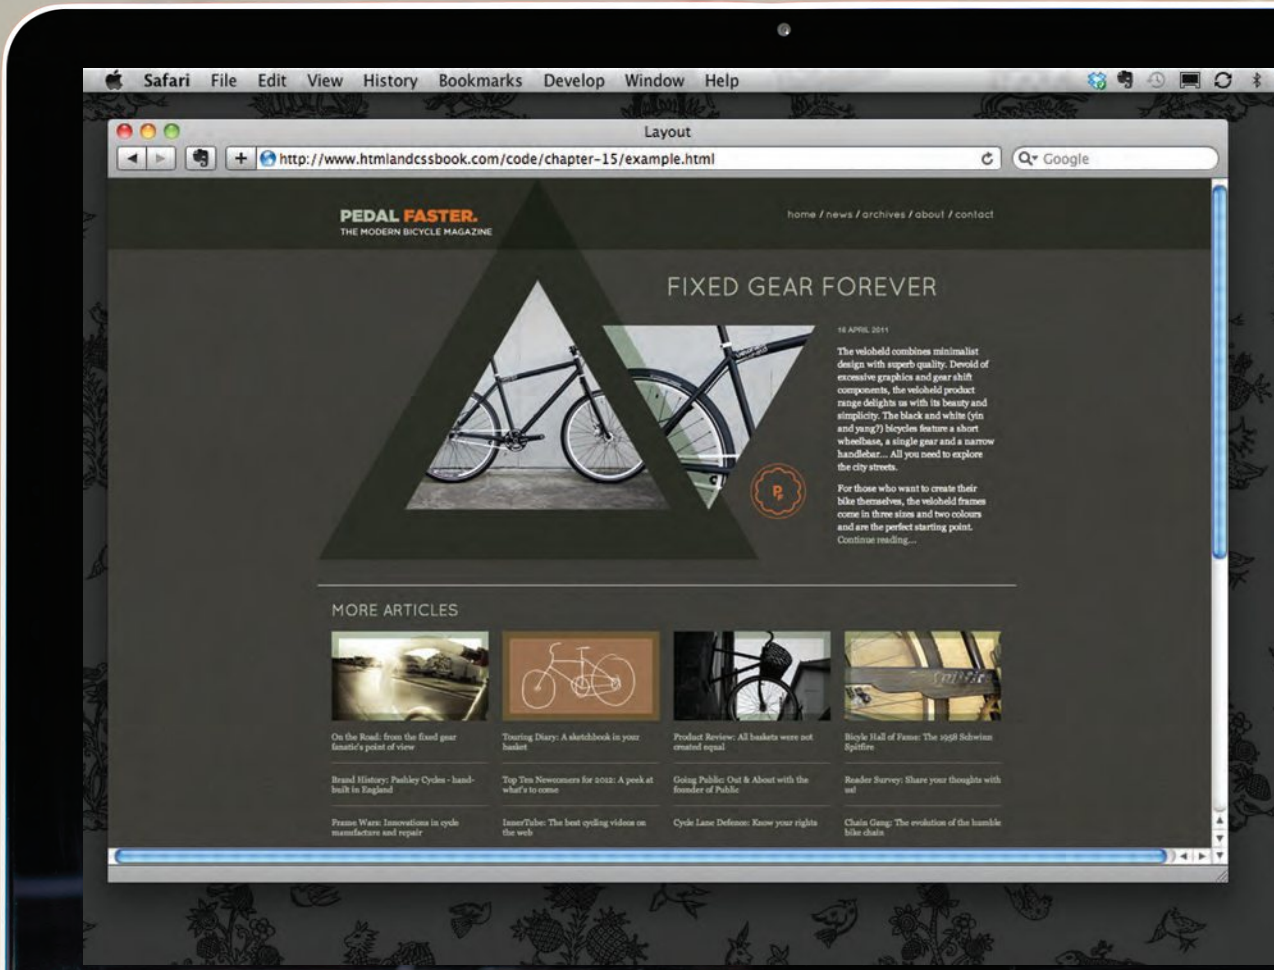 Safari File Edit View History Bookmarks Develop Window Help
Layout
http://www.htmlandcssbook.com/code/chapter-15/example.html
Google
PEDAL FASTER.
THE MODERN BICYCLE MAGAZINE
home / news / archives / about / contact
FIXED GEAR FOREVER
16 APRIL 2011
The veloheld combines minimalist
design with superb quality. Devoid of
excessive graphics and gear shift
components, the veloheld product
range delights us with its beauty and
simplicity. The black and white (yin
and yang?) bicycles feature a short
wheelbase, a single gear and a narrow
handlebar... All you need to explore
the city streets.
For those who want to create their
bike themselves, the veloheld frames
come in three sizes and two colours
and are the perfect starting point.
Continue reading...
MORE ARTICLES
On the Road: from the fixed gear
fanatic's point of view
Brand History: Pashley Cycles - hand-
built in England
Frame Wars: Innovations in cycle
manufacture and repair
Touring Diary: A sketchbook in your
basket
Top Ten Newcomers for 2012: A peek at
what's to come
InnerTube: The best cycling videos on
the web
Product Review: All baskets were not
created equal
Going Public: Out & About with the
founder of Public
Cycle Lane Defence: Know your rights
Bicyle Hall of Fame: The 1958 Schwinn
Spitfire
Reader Survey: Share your thoughts with
us!
Chain Gang: The evolution of the humble
bike chain